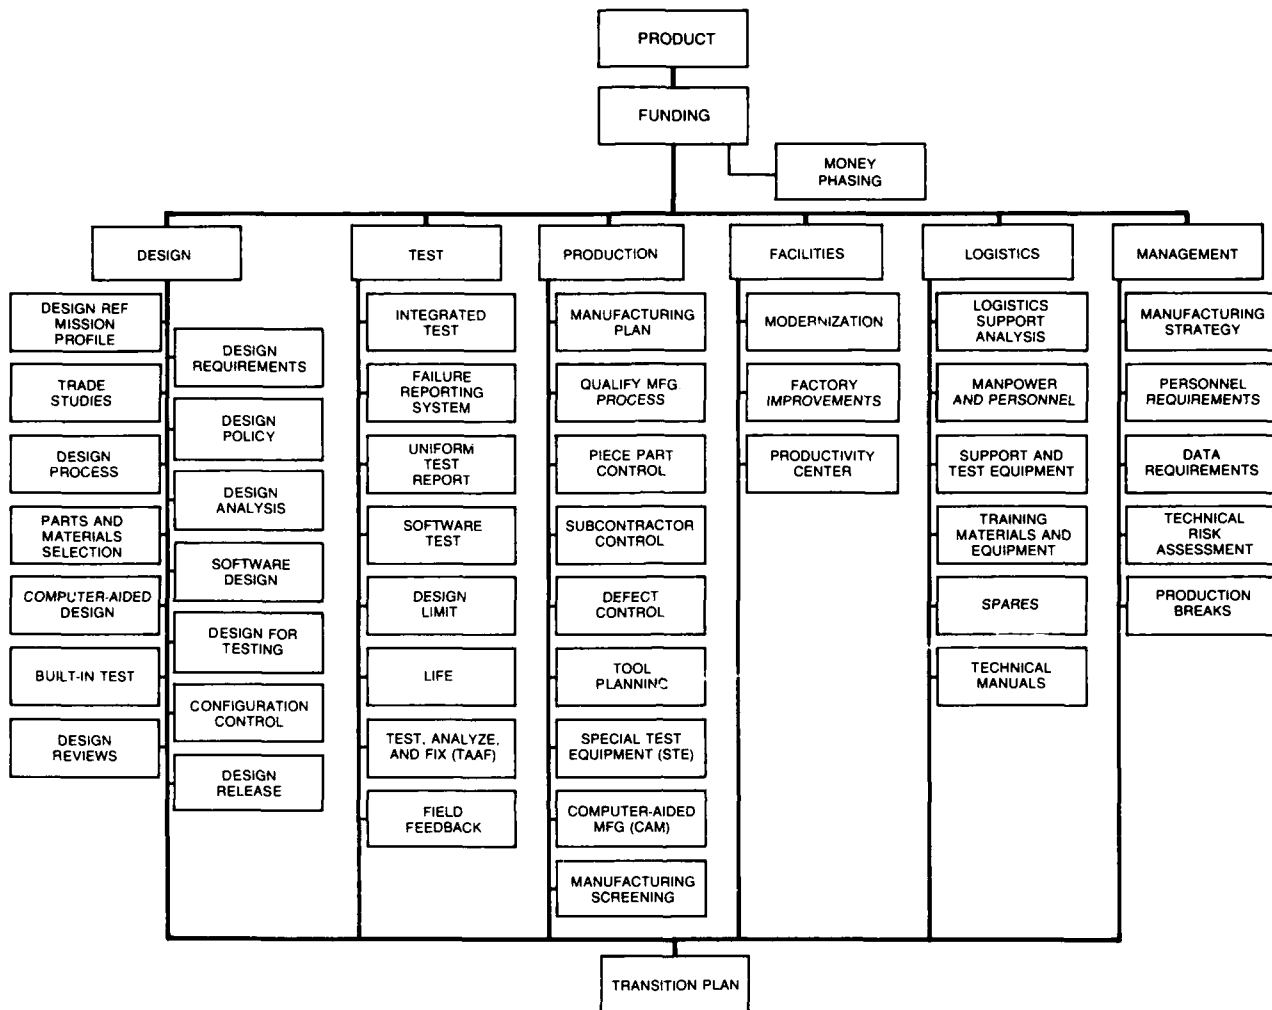 PRODUCT
FUNDING
MONEY
PHASING
DESIGN
TEST
PRODUCTION
FACILITIES
LOGISTICS
MANAGEMENT
DESIGN REF
MISSION
PROFILE
TRADE
STUDIES
DESIGN
PROCESS
PARTS AND
MATERIALS
SELECTION
COMPUTER-AIDED
DESIGN
BUILT-IN TEST
DESIGN
REVIEWS
DESIGN
REQUIREMENTS
DESIGN
POLICY
DESIGN
ANALYSIS
SOFTWARE
DESIGN
DESIGN FOR
TESTING
CONFIGURATION
CONTROL
DESIGN
RELEASE
INTEGRATED
TEST
FAILURE
REPORTING
SYSTEM
UNIFORM
TEST
REPORT
SOFTWARE
TEST
DESIGN
LIMIT
LIFE
TEST, ANALYZE,
AND FIX (TAAF)
FIELD
FEEDBACK
MANUFACTURING
PLAN
QUALIFY MFG
PROCESS
PIECE PART
CONTROL
SUBCONTRACTOR
CONTROL
DEFECT
CONTROL
TOOL
PLANNING
SPECIAL TEST
EQUIPMENT (STE)
COMPUTER-AIDED
MFG (CAM)
MANUFACTURING
SCREENING
MODERNIZATION
FACTORY
IMPROVEMENTS
PRODUCTIVITY
CENTER
LOGISTICS
SUPPORT
ANALYSIS
MANPOWER
AND PERSONNEL
SUPPORT AND
TEST EQUIPMENT
TRAINING
MATERIALS AND
EQUIPMENT
SPARES
TECHNICAL
MANUALS
MANUFACTURING
STRATEGY
PERSONNEL
REQUIREMENTS
DATA
REQUIREMENTS
TECHNICAL
RISK
ASSESSMENT
PRODUCTION
BREAKS
TRANSITION PLAN